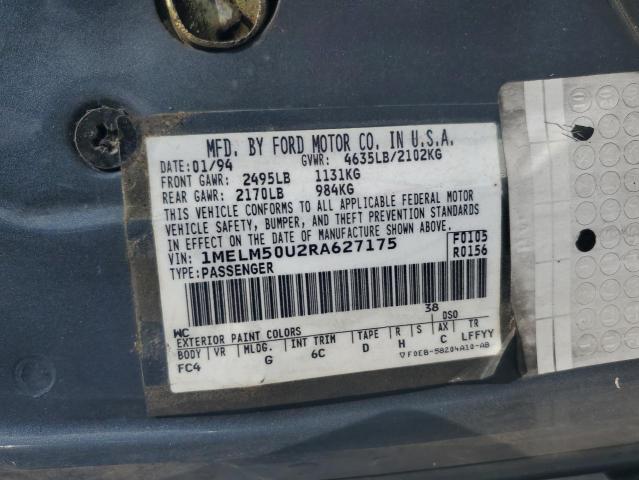 MFD. BY FORD MOTOR CO. IN U.S.A.
DATE: 01/94 GVWR: 4635LB/2102KG
FRONT GAWR: 2495LB 1131KG
REAR GAWR: 2170LB 984KG
THIS VEHICLE CONFORMS TO ALL APPLICABLE FEDERAL MOTOR
VEHICLE SAFETY, BUMPER, AND THEFT PREVENTION STANDARDS
IN EFFECT ON THE DATE OF MANUFACTURE SHOWN ABOVE.
VIN: 1MELM50U2RA627175 F0105
TYPE: PASSENGER R0156
WC 38
EXTERIOR PAINT COLORS DSO
BODY VR MLDG. INT TRIM TAPE R S AX TR
FC4 G 6C D H C LFFYY
▽F0EB-58204A10-AB